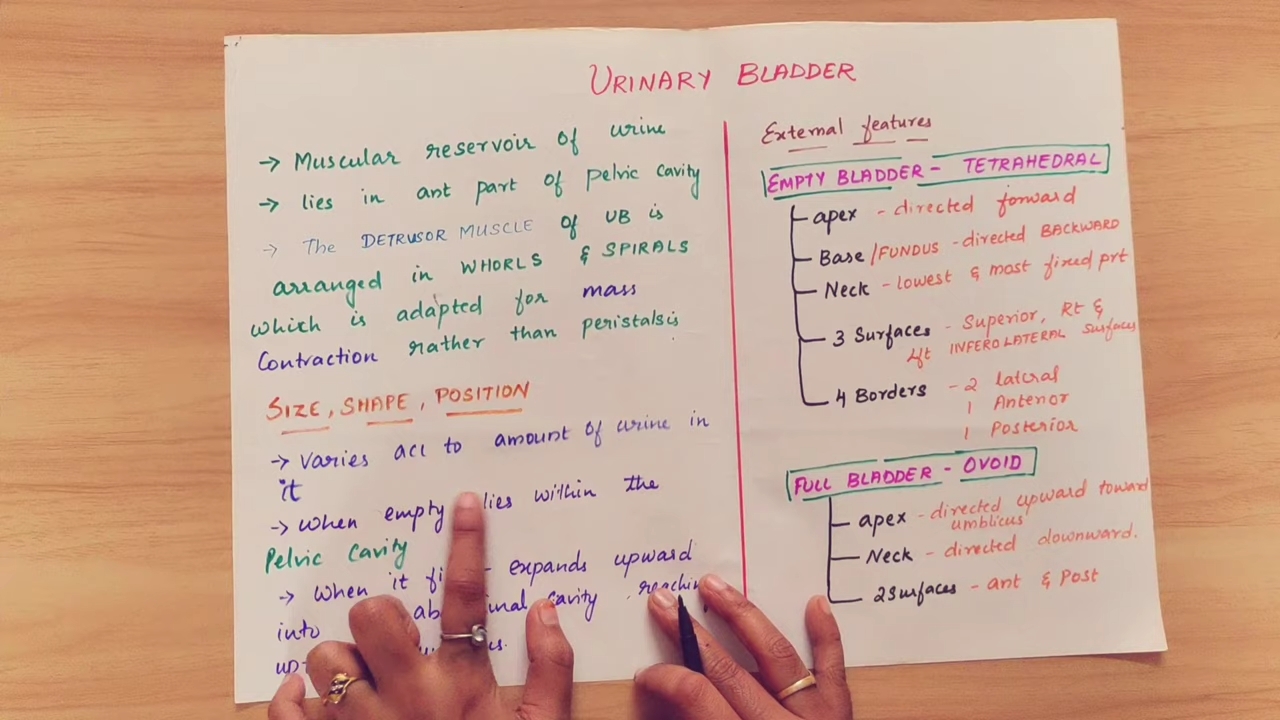 URINARY BLADDER
→ Muscular reservoir of urine
→ lies in ant part of pelvic cavity
→ The DETRUSOR MUSCLE of UB is
arranged in WHORLS & SPIRALS
which is adapted for mass
Contraction rather than peristalsis
SIZE, SHAPE, POSITION
→ Varies acc to amount of urine in
it
→ When empty lies within the
Pelvic Cavity
→ When it expands upward
into cavity
External features
EMPTY BLADDER - TETRAHEDRAL
apex - directed forward
Base/FUNDUS - directed BACKWARD
Neck - lowest & most fixed prt
3 Surfaces - Superior, Rt &
Lft INFEROLATERAL Surfaces
4 Borders - 2 lateral
1 Anterior
1 Posterior
FULL BLADDER - OVOID
apex - directed upward toward
umblicus
Neck - directed downward.
2 Surfaces - ant & Post